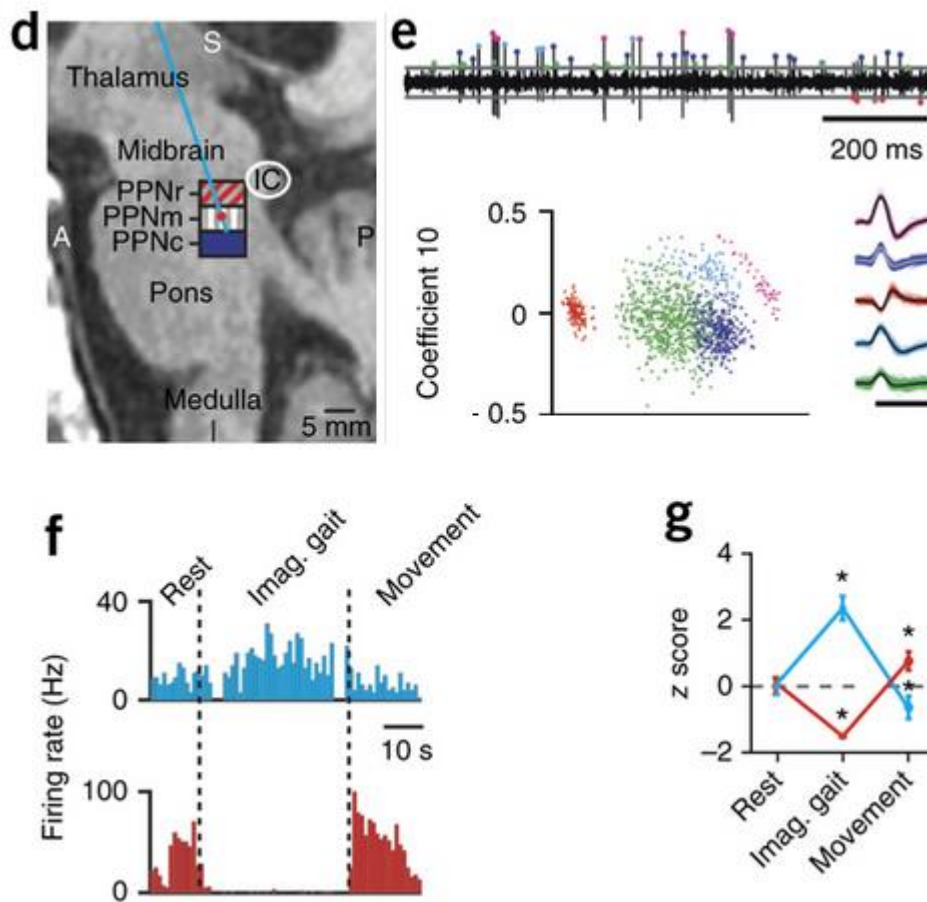 d
S
Thalamus
Midbrain
IC
PPNr
PPNm
PPNc
A
P
Pons
Medulla
5 mm
e
200 ms
0.5
0
- 0.5
Coefficient 10
f
Rest
Imag. gait
Movement
40
0
10 s
100
0
Firing rate (Hz)
g
4
2
0
−2
z score
*
*
*
*
Rest
Imag. gait
Movement